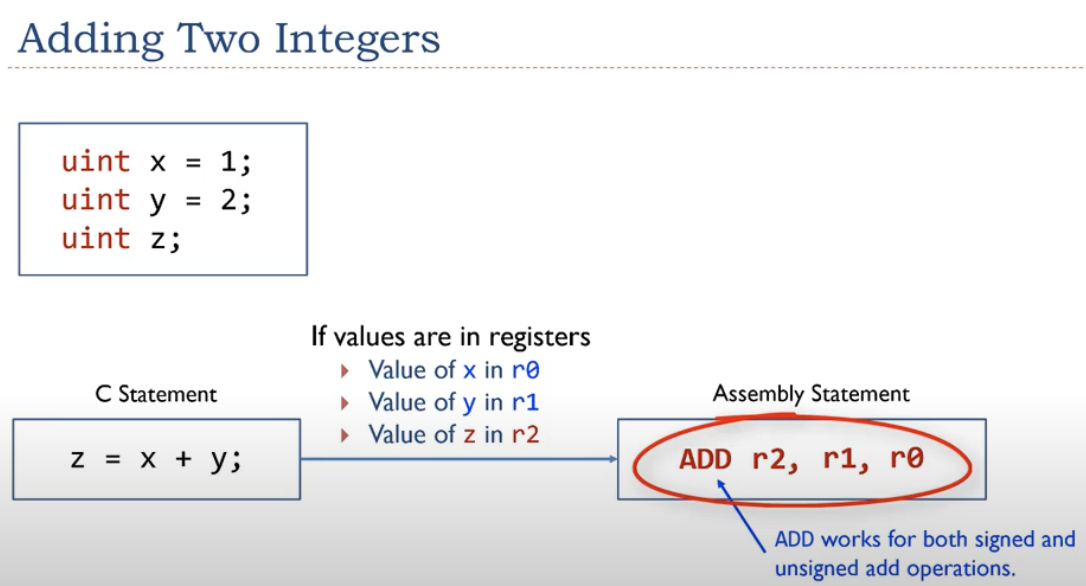 Adding Two Integers
uint x = 1;
uint y = 2;
uint z;
If values are in registers
Value of x in r0
Value of y in r1
Value of z in r2
C Statement
z = x + y;
Assembly Statement
ADD r2, r1, r0
ADD works for both signed and
unsigned add operations.